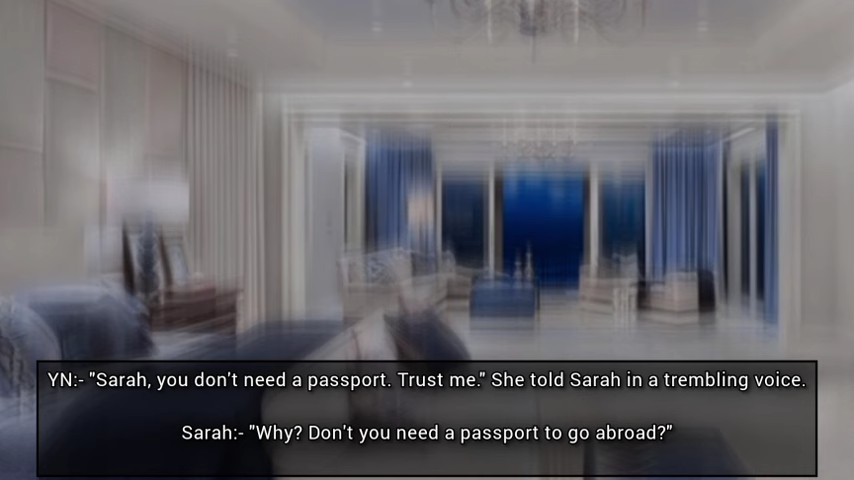 YN:- "Sarah, you don't need a passport. Trust me." She told Sarah in a trembling voice.
Sarah:- "Why? Don't you need a passport to go abroad?"